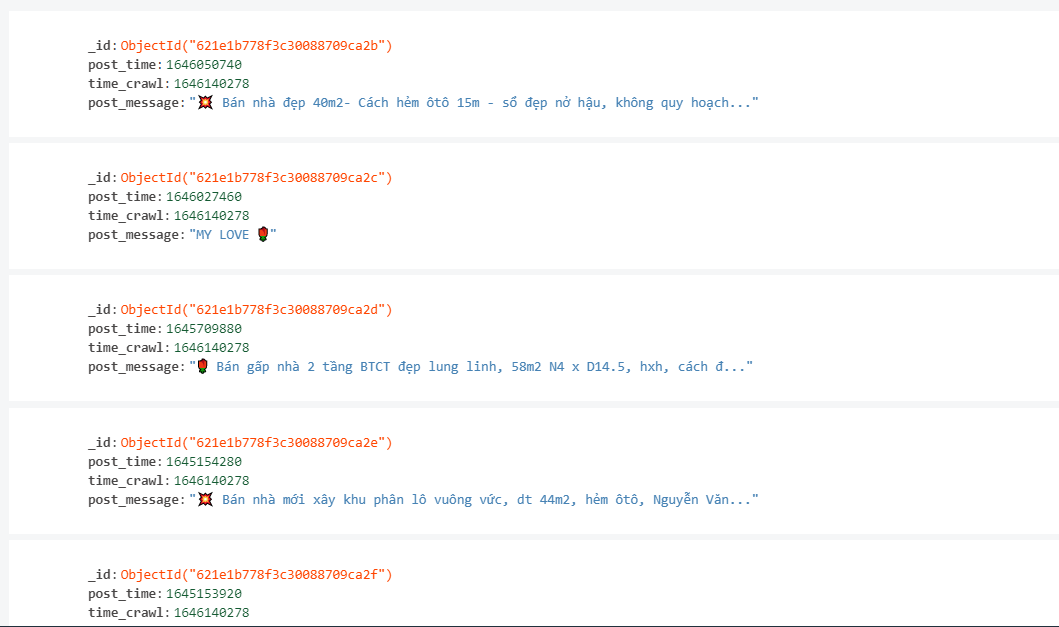 _id: ObjectId("621e1b778f3c30088709ca2b")
post_time: 1646050740
time_crawl: 1646140278
post_message: "💥 Bán nhà đẹp 40m2- Cách hẻm ôtô 15m - sổ đẹp nở hậu, không quy hoạch..."
_id: ObjectId("621e1b778f3c30088709ca2c")
post_time: 1646027460
time_crawl: 1646140278
post_message: "MY LOVE 🌹"
_id: ObjectId("621e1b778f3c30088709ca2d")
post_time: 1645709880
time_crawl: 1646140278
post_message: "🌹 Bán gấp nhà 2 tầng BTCT đẹp lung linh, 58m2 N4 x D14.5, hxh, cách đ..."
_id: ObjectId("621e1b778f3c30088709ca2e")
post_time: 1645154280
time_crawl: 1646140278
post_message: "💥 Bán nhà mới xây khu phân lô vuông vức, dt 44m2, hẻm ôtô, Nguyễn Văn..."
_id: ObjectId("621e1b778f3c30088709ca2f")
post_time: 1645153920
time_crawl: 1646140278